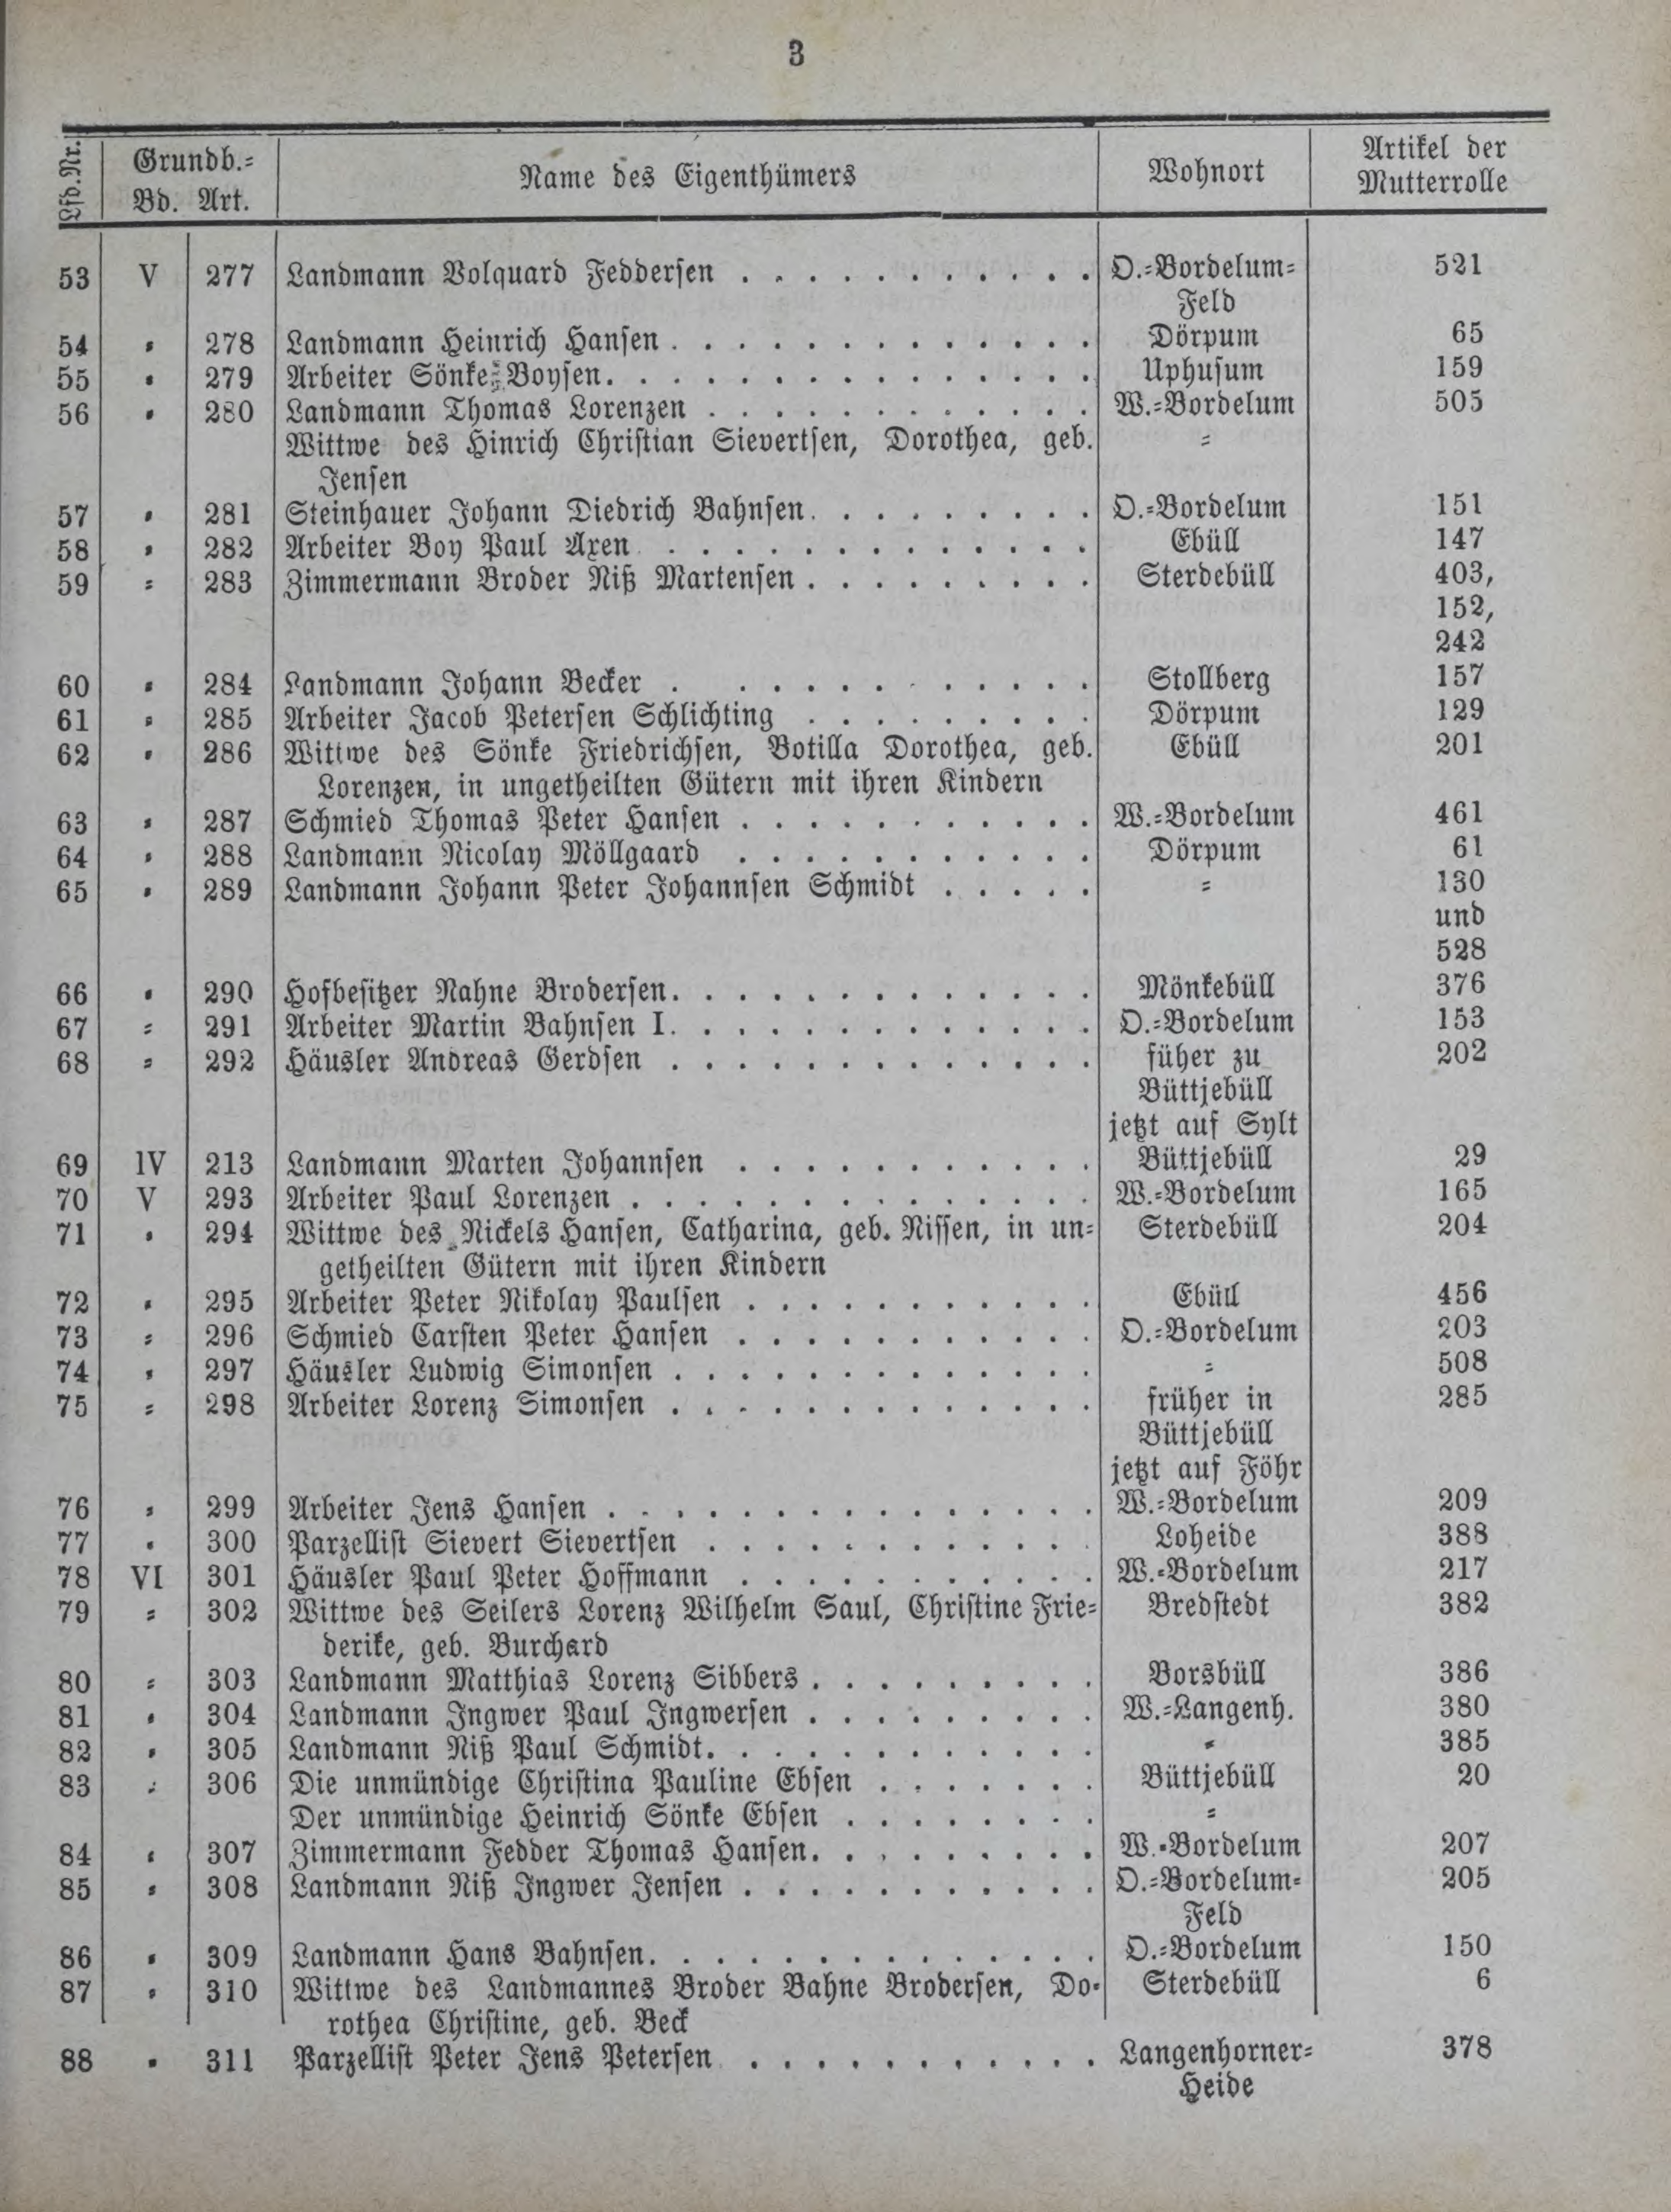 3
Lfd.Nr. Grundb.= Name des Eigenthümers Wohnort Artikel der
Bd. Art. Mutterrolle
53 V 277 Landmann Volquard Feddersen . . . . . . . . . . . O.=Bordelum= 521
Feld
54 " 278 Landmann Heinrich Hansen . . . . . . . . . . . . . Dörpum 65
55 " 279 Arbeiter Sönke Boysen. . . . . . . . . . . . . . . Uphusum 159
56 " 280 Landmann Thomas Lorenzen . . . . . . . . . . . . W.=Bordelum 505
Wittwe des Hinrich Christian Sievertsen, Dorothea, geb. "
Jensen
57 " 281 Steinhauer Johann Diedrich Bahnsen. . . . . . . . . O.=Bordelum 151
58 " 282 Arbeiter Boy Paul Axen . . . . . . . . . . . . . Ebüll 147
59 " 283 Zimmermann Broder Niß Martensen . . . . . . . . . Sterdebüll 403,
152,
242
60 " 284 Landmann Johann Becker . . . . . . . . . . . . Stollberg 157
61 " 285 Arbeiter Jacob Petersen Schlichting . . . . . . . . . Dörpum 129
62 " 286 Wittwe des Sönke Friedrichsen, Botilla Dorothea, geb. Ebüll 201
Lorenzen, in ungetheilten Gütern mit ihren Kindern
63 " 287 Schmied Thomas Peter Hansen . . . . . . . . . . . W.=Bordelum 461
64 " 288 Landmann Nicolay Möllgaard . . . . . . . . . . . Dörpum 61
65 " 289 Landmann Johann Peter Johannsen Schmidt . . . . . " 130
und
528
66 " 290 Hofbesitzer Nahne Brodersen. . . . . . . . . . . . . Mönkebüll 376
67 " 291 Arbeiter Martin Bahnsen I. . . . . . . . . . . . . O.=Bordelum 153
68 " 292 Häusler Andreas Gerdsen . . . . . . . . . . . . . füher zu 202
Büttjebüll
jetzt auf Sylt
69 IV 213 Landmann Marten Johannsen . . . . . . . . . . . Büttjebüll 29
70 V 293 Arbeiter Paul Lorenzen . . . . . . . . . . . . . . W.=Bordelum 165
71 " 294 Wittwe des Nickels Hansen, Catharina, geb. Nissen, in un= Sterdebüll 204
getheilten Gütern mit ihren Kindern
72 " 295 Arbeiter Peter Nikolay Paulsen . . . . . . . . . . . Ebüll 456
73 " 296 Schmied Carsten Peter Hansen . . . . . . . . . . . O.=Bordelum 203
74 " 297 Häusler Ludwig Simonsen . . . . . . . . . . . . . " 508
75 " 298 Arbeiter Lorenz Simonsen . . . . . . . . . . . . . früher in 285
Büttjebüll
jetzt auf Föhr
76 " 299 Arbeiter Jens Hansen . . . . . . . . . . . . . . . W.=Bordelum 209
77 " 300 Parzellist Sievert Sievertsen . . . . . . . . . . . . Loheide 388
78 VI 301 Häusler Paul Peter Hoffmann . . . . . . . . . . . W.=Bordelum 217
79 " 302 Wittwe des Seilers Lorenz Wilhelm Saul, Christine Frie= Bredstedt 382
derike, geb. Burchard
80 " 303 Landmann Matthias Lorenz Sibbers . . . . . . . . . Borsbüll 386
81 " 304 Landmann Ingwer Paul Ingwersen . . . . . . . . . W.=Langenh. 380
82 " 305 Landmann Niß Paul Schmidt. . . . . . . . . . . . " 385
83 " 306 Die unmündige Christina Pauline Ebsen . . . . . . . Büttjebüll 20
Der unmündige Heinrich Sönke Ebsen . . . . . . . . "
84 " 307 Zimmermann Fedder Thomas Hansen. . . . . . . . . W.=Bordelum 207
85 " 308 Landmann Niß Ingwer Jensen . . . . . . . . . . . O.=Bordelum= 205
Feld
86 " 309 Landmann Hans Bahnsen. . . . . . . . . . . . . . O.=Bordelum 150
87 " 310 Wittwe des Landmannes Broder Bahne Brodersen, Do= Sterdebüll 6
rothea Christine, geb. Beck
88 " 311 Parzellist Peter Jens Petersen . . . . . . . . . . . Langenhorner= 378
Heide